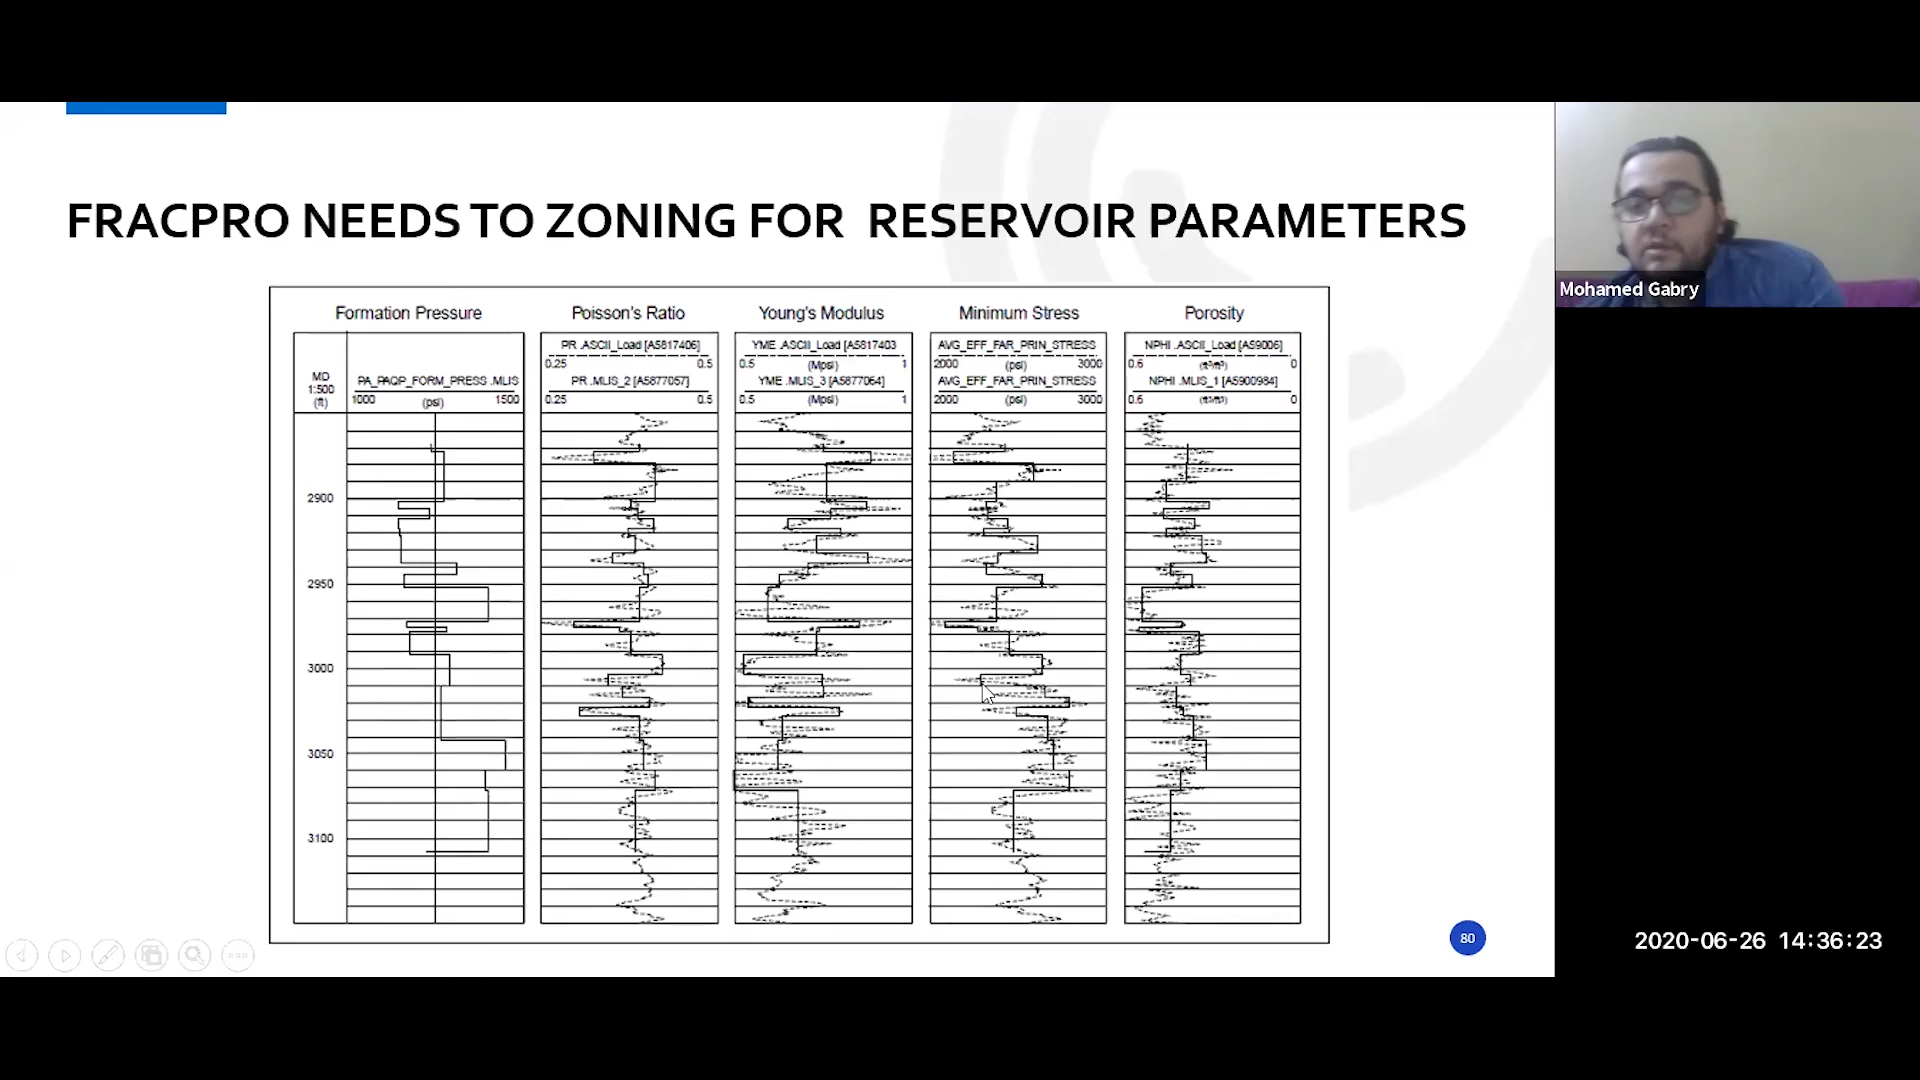 FRACPRO NEEDS TO ZONING FOR RESERVOIR PARAMETERS
Mohamed Gabry
Formation Pressure Poisson's Ratio Young's Modulus Minimum Stress Porosity
MD
1:500
(ft)
PA_PAQP_FORM_PRESS .MLIS
1000 (psi) 1500
PR .ASCII_Load [A5817406]
0.25 0.5
PR .MLIS_2 [A5877057]
0.25 0.5
YME .ASCII_Load [A5817403
0.5 (Mpsi) 1
YME .MLIS_3 [A5877064]
0.5 (Mpsi) 1
AVG_EFF_FAR_PRIN_STRESS
2000 (psi) 3000
AVG_EFF_FAR_PRIN_STRESS
2000 (psi) 3000
NPHI .ASCII_Load [A59006]
0.6 (ft³/ft³) 0
NPHI .MLIS_1 [A5900984]
0.6 (ft³/ft³) 0
2900
2950
3000
3050
3100
80
2020-06-26 14:36:23